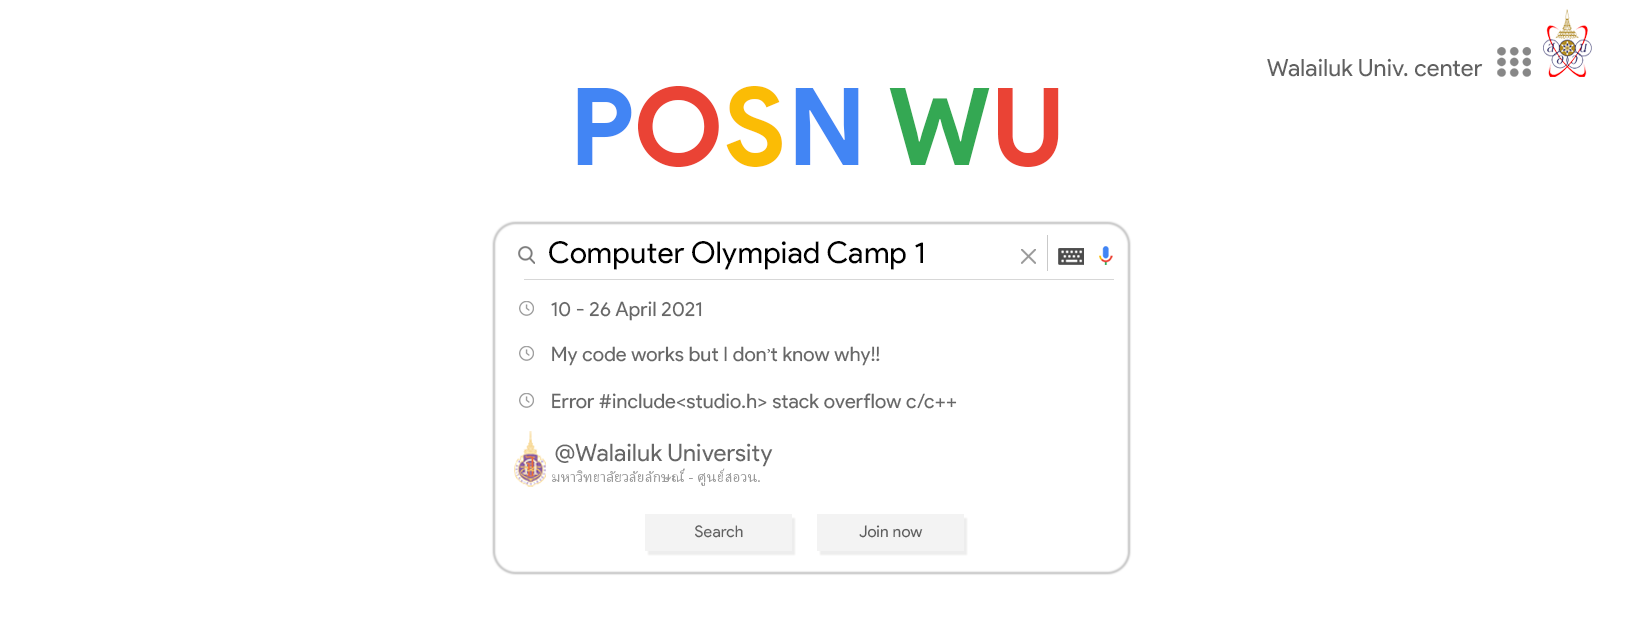 Walailuk Univ. center
POSN WU
Computer Olympiad Camp 1
10 - 26 April 2021
My code works but I don't know why!!
Error #include<studio.h> stack overflow c/c++
@Walailuk University
มหาวิทยาลัยวลัยลักษณ์ - ศูนย์สอวน.
Search
Join now